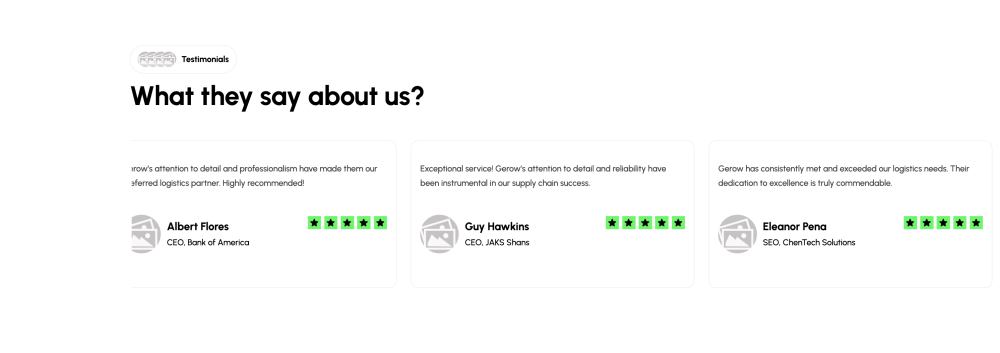 Testimonials
What they say about us?
attention to detail and professionalism have made them our
logistics partner. Highly recommended!
Albert Flores
CEO, Bank of America
Exceptional service! Gerow's attention to detail and reliability have
been instrumental in our supply chain success.
Guy Hawkins
CEO, JAKS Shans
Gerow has consistently met and exceeded our logistics needs. Their
dedication to excellence is truly commendable.
Eleanor Pena
SEO, ChenTech Solutions